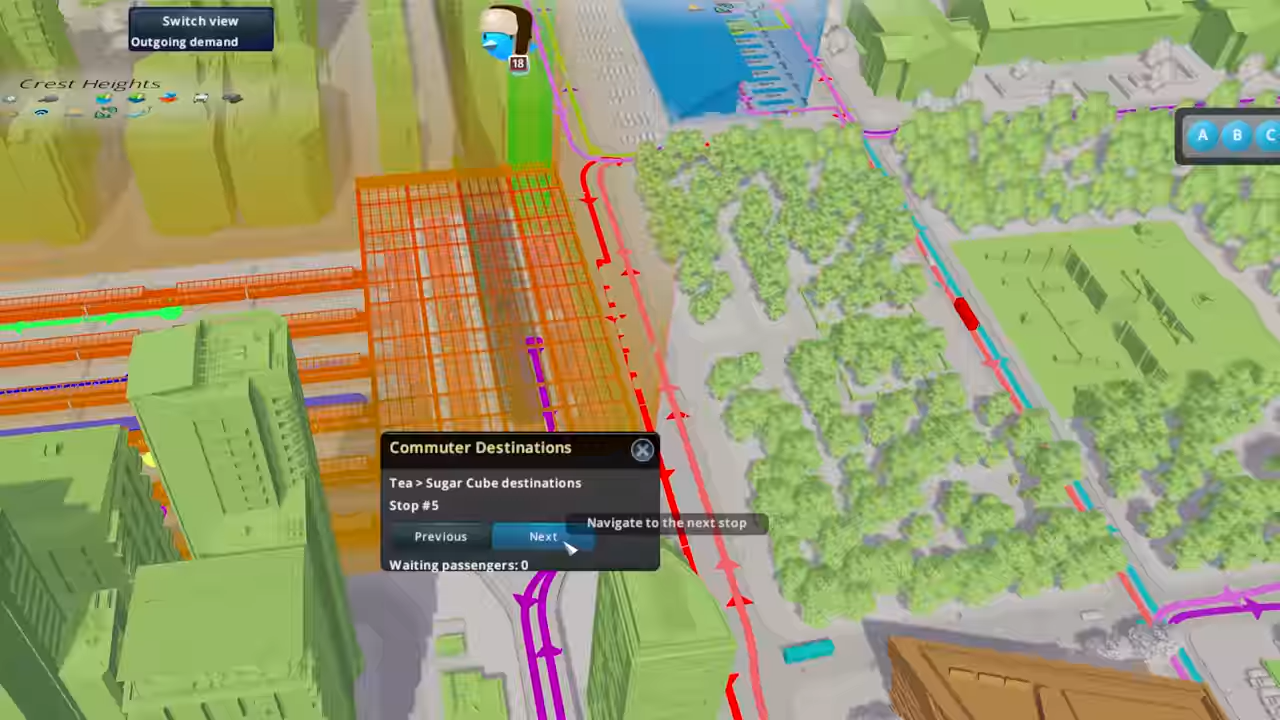 Switch view
Outgoing demand
Crest Heights
18
A B C
Commuter Destinations
Tea > Sugar Cube destinations
Stop #5
Navigate to the next stop
Previous
Next
Waiting passengers: 0